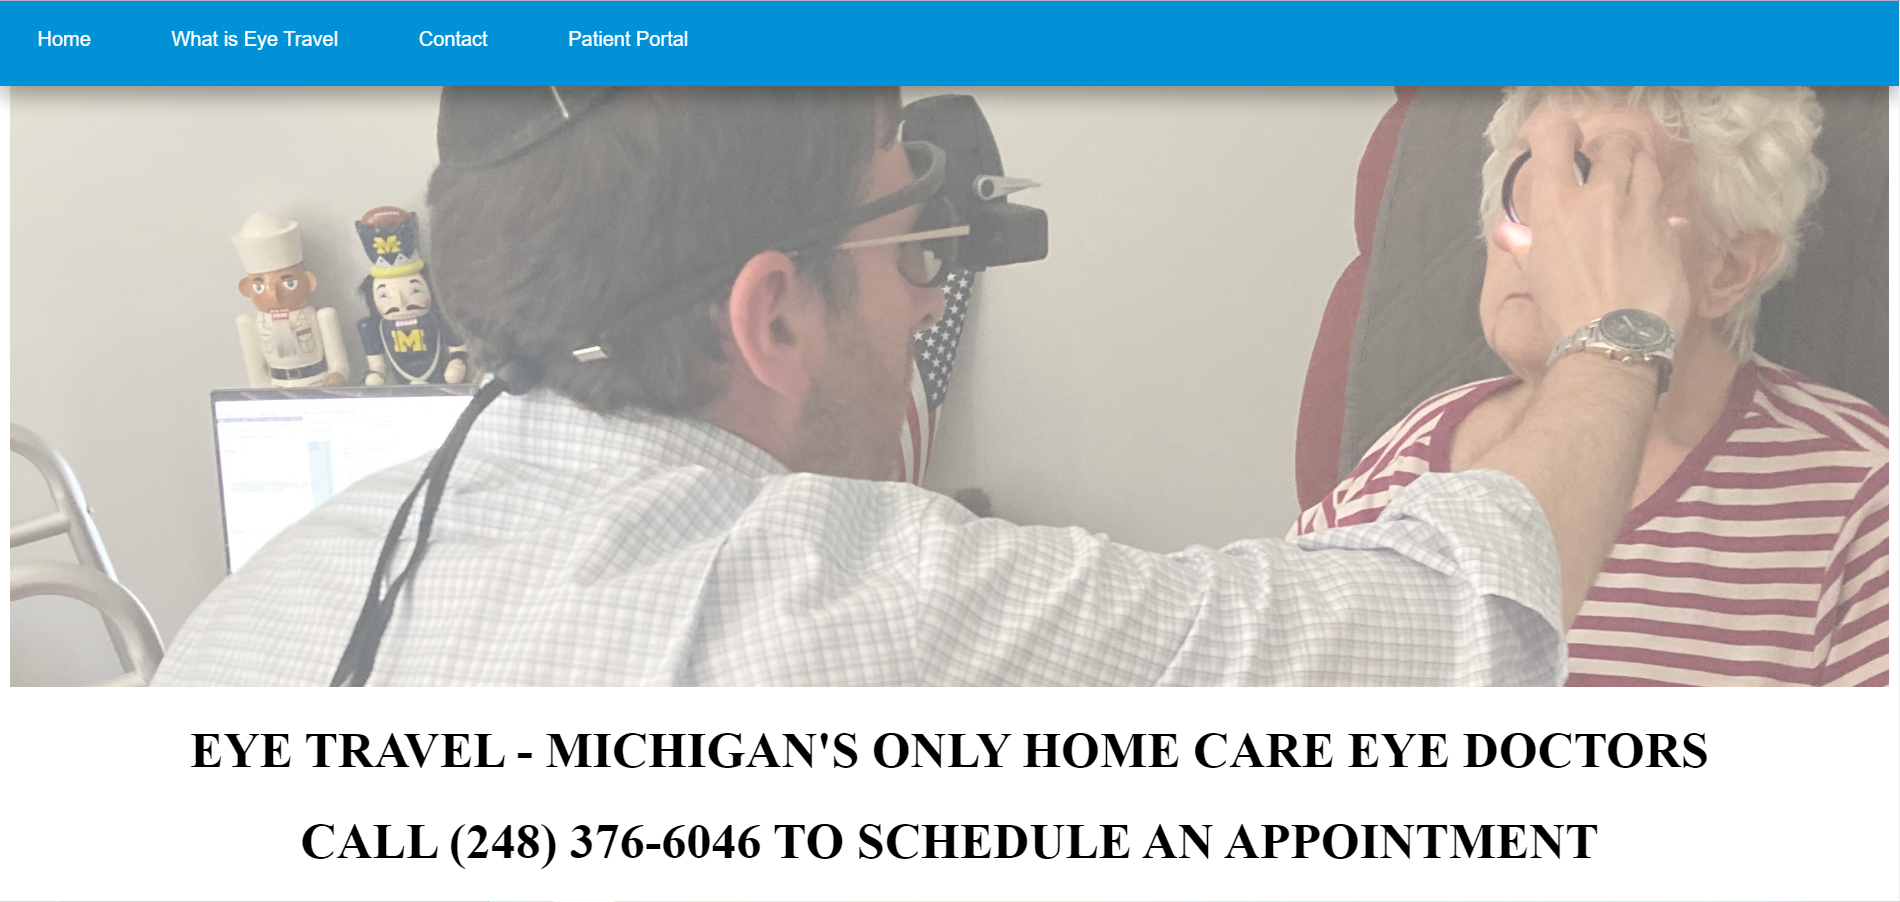 Home
What is Eye Travel
Contact
Patient Portal
M
M
EYE TRAVEL - MICHIGAN'S ONLY HOME CARE EYE DOCTORS
CALL (248) 376-6046 TO SCHEDULE AN APPOINTMENT